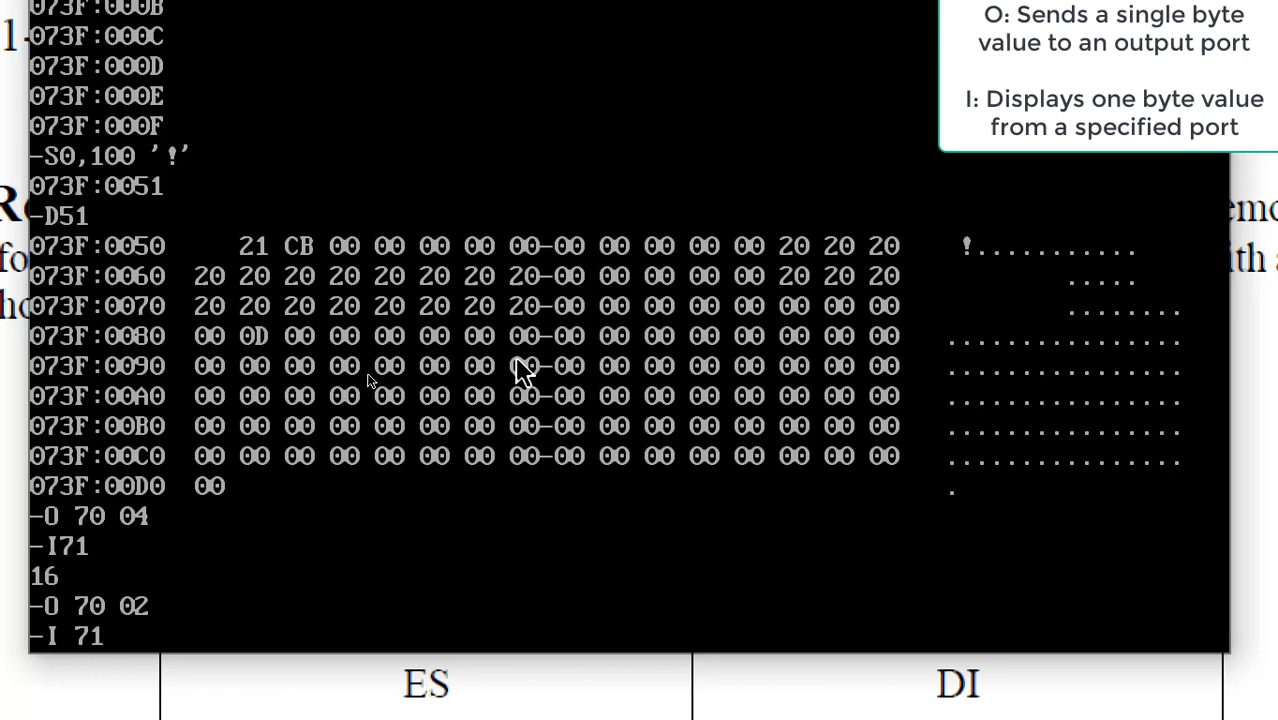 073F:000B
073F:000C
073F:000D
073F:000E
073F:000F
-S0,100 '!'
073F:0051
-D51
073F:0050 21 CB 00 00 00 00 00-00 00 00 00 00 20 20 20 !...........
073F:0060 20 20 20 20 20 20 20 20-00 00 00 00 00 20 20 20 .....
073F:0070 20 20 20 20 20 20 20 20-00 00 00 00 00 00 00 00 ........
073F:0080 00 0D 00 00 00 00 00 00-00 00 00 00 00 00 00 00 ................
073F:0090 00 00 00 00 00 00 00 00-00 00 00 00 00 00 00 00 ................
073F:00A0 00 00 00 00 00 00 00 00-00 00 00 00 00 00 00 00 ................
073F:00B0 00 00 00 00 00 00 00 00-00 00 00 00 00 00 00 00 ................
073F:00C0 00 00 00 00 00 00 00 00-00 00 00 00 00 00 00 00 ................
073F:00D0 00 .
-O 70 04
-I71
16
-O 70 02
-I 71
O: Sends a single byte
value to an output port
I: Displays one byte value
from a specified port
ES
DI